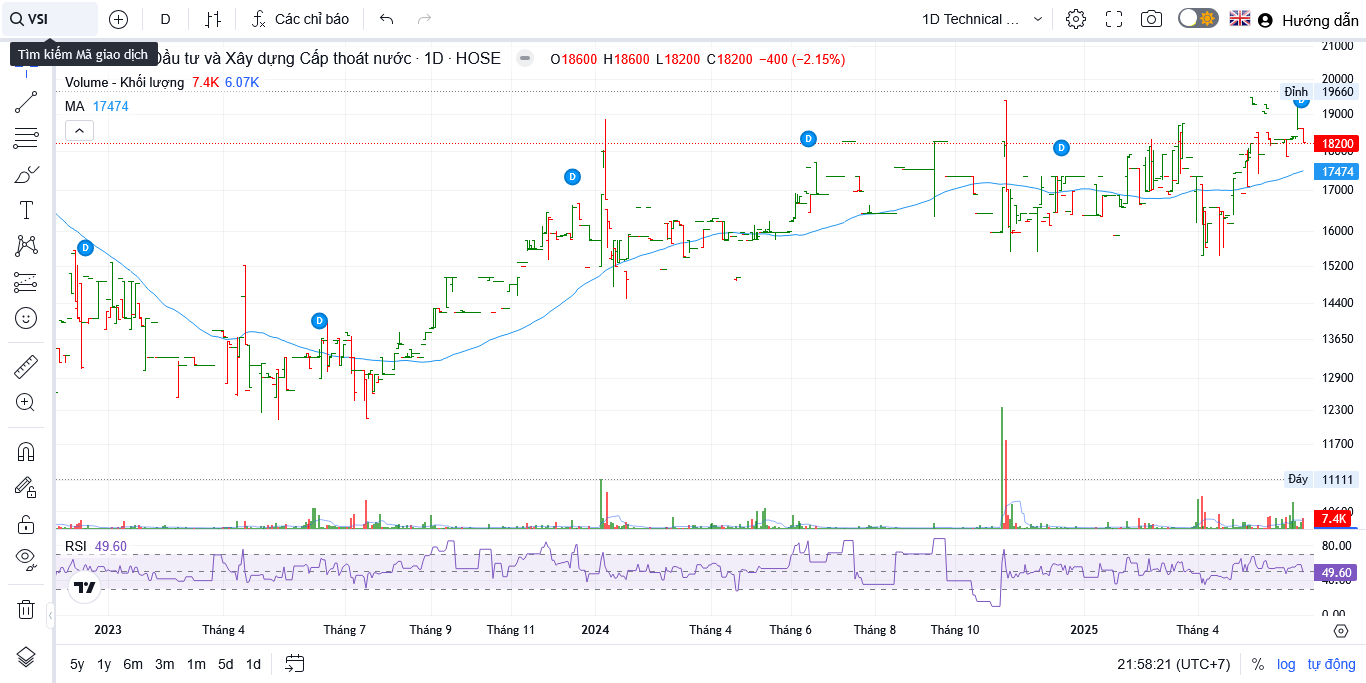 VSI
D
Các chỉ báo
1D Technical ...
Hướng dẫn
Tìm kiếm Mã giao dịch
Đầu tư và Xây dựng Cấp thoát nước · 1D · HOSE
O18600 H18600 L18200 C18200 −400 (−2.15%)
Volume - Khối lượng 7.4K 6.07K
MA 17474
21000
20000
Đỉnh 19660
19000
18200
18000
17474
17000
16000
15200
14400
13650
12900
12300
11700
Đáy 11111
7.4K
D
D
D
D
D
D
RSI 49.60
80.00
49.60
40.00
0.00
2023 Tháng 4 Tháng 7 Tháng 9 Tháng 11 2024 Tháng 4 Tháng 6 Tháng 8 Tháng 10 2025 Tháng 4
5y 1y 6m 3m 1m 5d 1d
21:58:21 (UTC+7) % log tự động